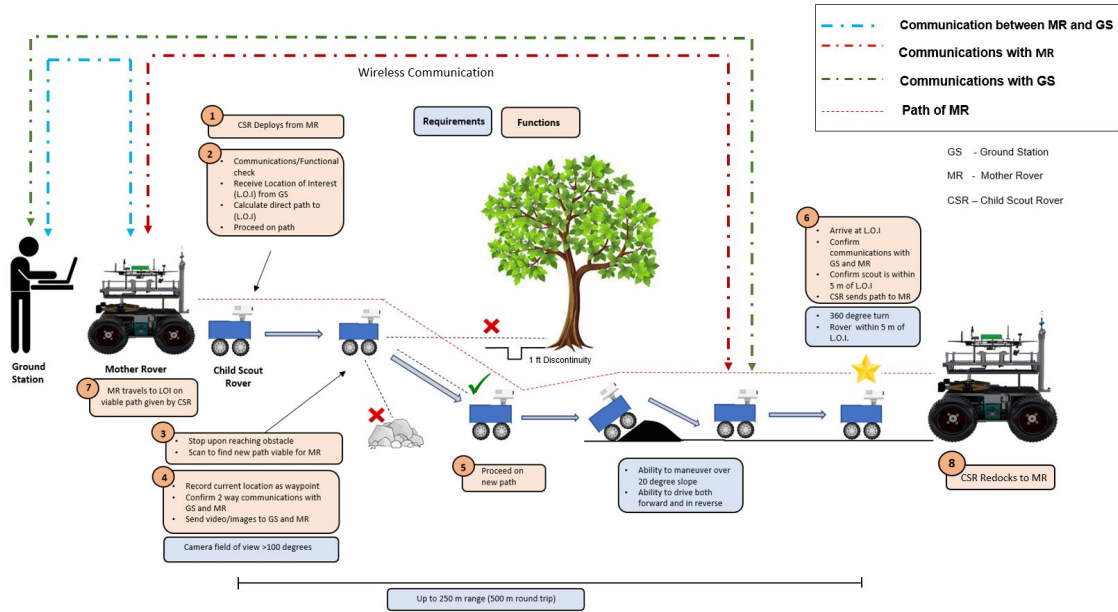 Communication between MR and GS
Communications with MR
Communications with GS
Path of MR
GS - Ground Station
MR - Mother Rover
CSR – Child Scout Rover
Wireless Communication
Requirements
Functions
1
CSR Deploys from MR
2
• Communications/Functional
check
• Receive Location of Interest
(L.O.I) from GS
• Calculate direct path to
(L.O.I)
• Proceed on path
6
• Arrive at L.O.I
• Confirm
communications with
GS and MR
• Confirm scout is within
5 m of L.O.I
• CSR sends path to MR
• 360 degree turn
• Rover within 5 m of
L.O.I.
1 ft Discontinuity
Ground
Station
Mother Rover
Child Scout
Rover
7
MR travels to LOI on
viable path given by CSR
3
• Stop upon reaching obstacle
• Scan to find new path viable for MR
4
• Record current location as waypoint
• Confirm 2 way communications with
GS and MR
• Send video/images to GS and MR
Camera field of view >100 degrees
5
Proceed on
new path
• Ability to maneuver over
20 degree slope
• Ability to drive both
forward and in reverse
8
CSR Redocks to MR
Up to 250 m range (500 m round trip)